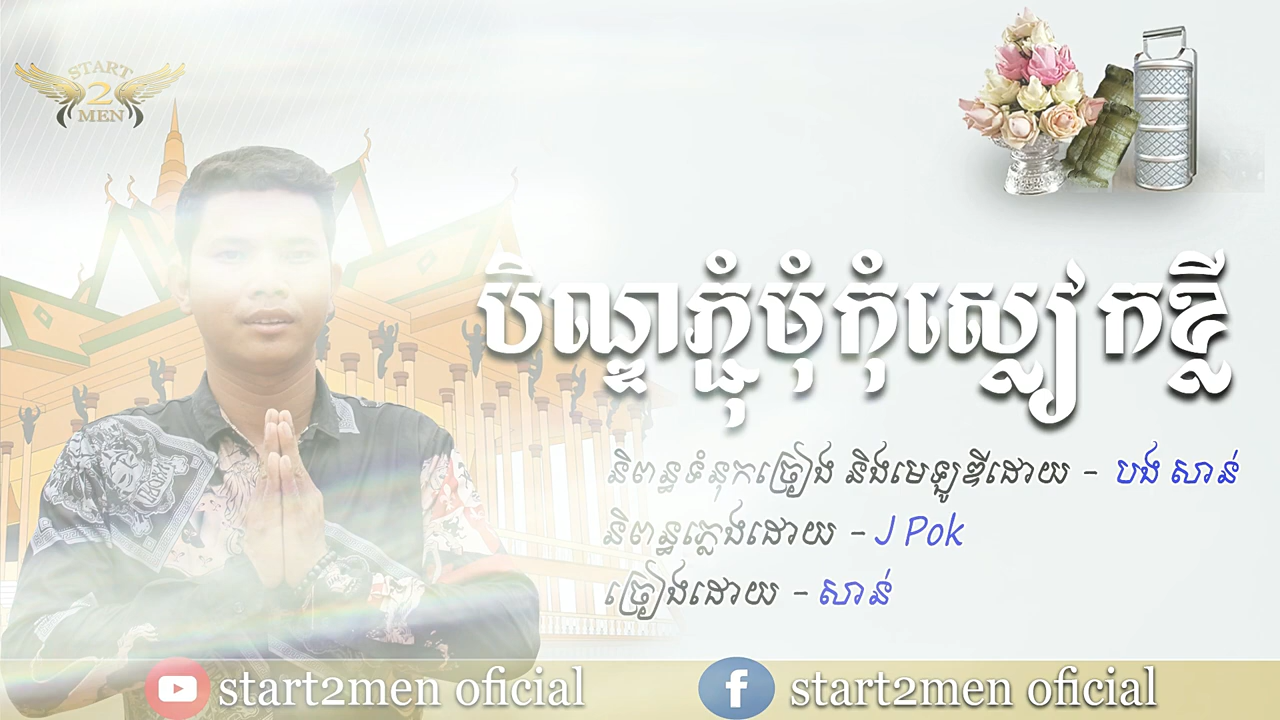 START
2
MEN
បិណ្ឌភ្ជុំមុំកុំស្លៀកខ្លី
និពន្ធទំនុកច្រៀង និងមេឡូឌីដោយ - បង សាន់
និពន្ធភ្លេងដោយ - J Pok
ច្រៀងដោយ - សាន់
start2men oficial
start2men oficial